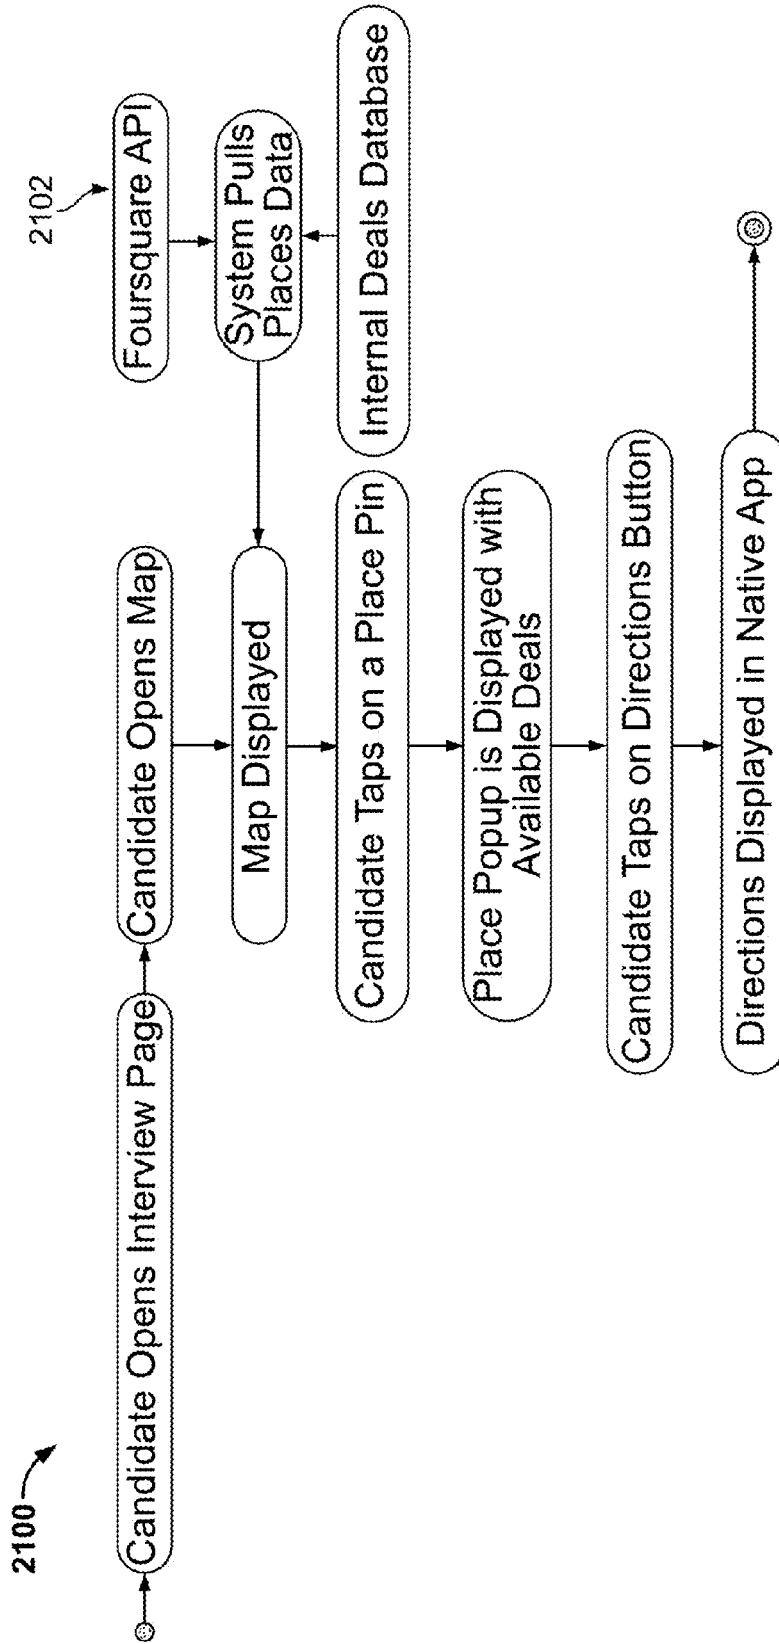 2100
Candidate Opens Interview Page
Candidate Opens Map
Map Displayed
Candidate Taps on a Place Pin
Place Popup is Displayed with
Available Deals
Candidate Taps on Directions Button
Directions Displayed in Native App
2102
Foursquare API
System Pulls
Places Data
Internal Deals Database